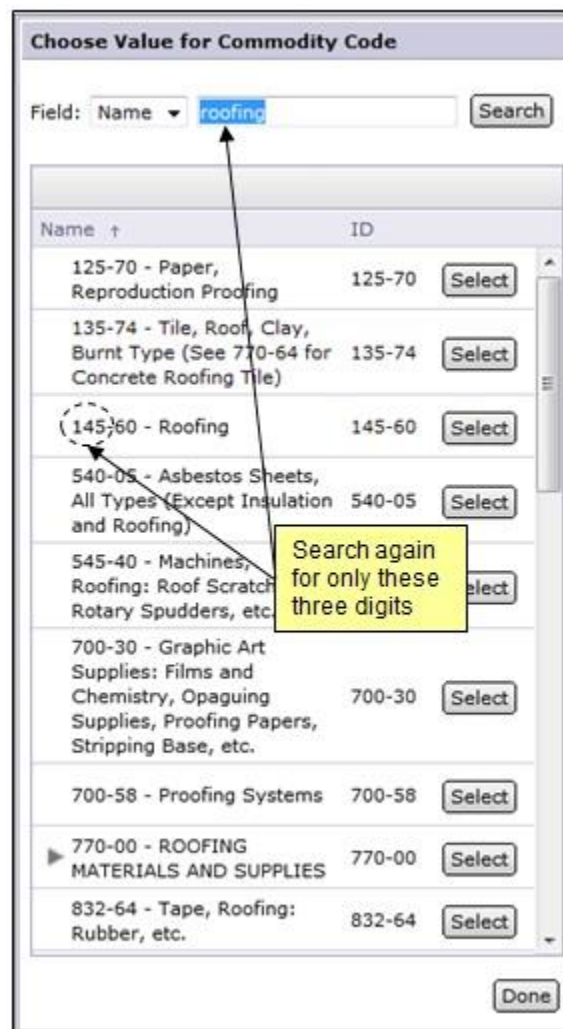 Choose Value for Commodity Code
Field: Name roofing Search
Name ↑ ID
125-70 - Paper,
Reproduction Proofing
125-70 Select
135-74 - Tile, Roof, Clay,
Burnt Type (See 770-64 for
Concrete Roofing Tile)
135-74 Select
145-60 - Roofing 145-60 Select
540-05 - Asbestos Sheets,
All Types (Except Insulation
and Roofing)
540-05 Select
545-40 - Machines,
Roofing: Roof Scratch
Rotary Spudders, etc.
elect
Search again
for only these
three digits
700-30 - Graphic Art
Supplies: Films and
Chemistry, Opaquing
Supplies, Proofing Papers,
Stripping Base, etc.
700-30 Select
700-58 - Proofing Systems 700-58 Select
770-00 - ROOFING
MATERIALS AND SUPPLIES
770-00 Select
832-64 - Tape, Roofing:
Rubber, etc.
832-64 Select
Done